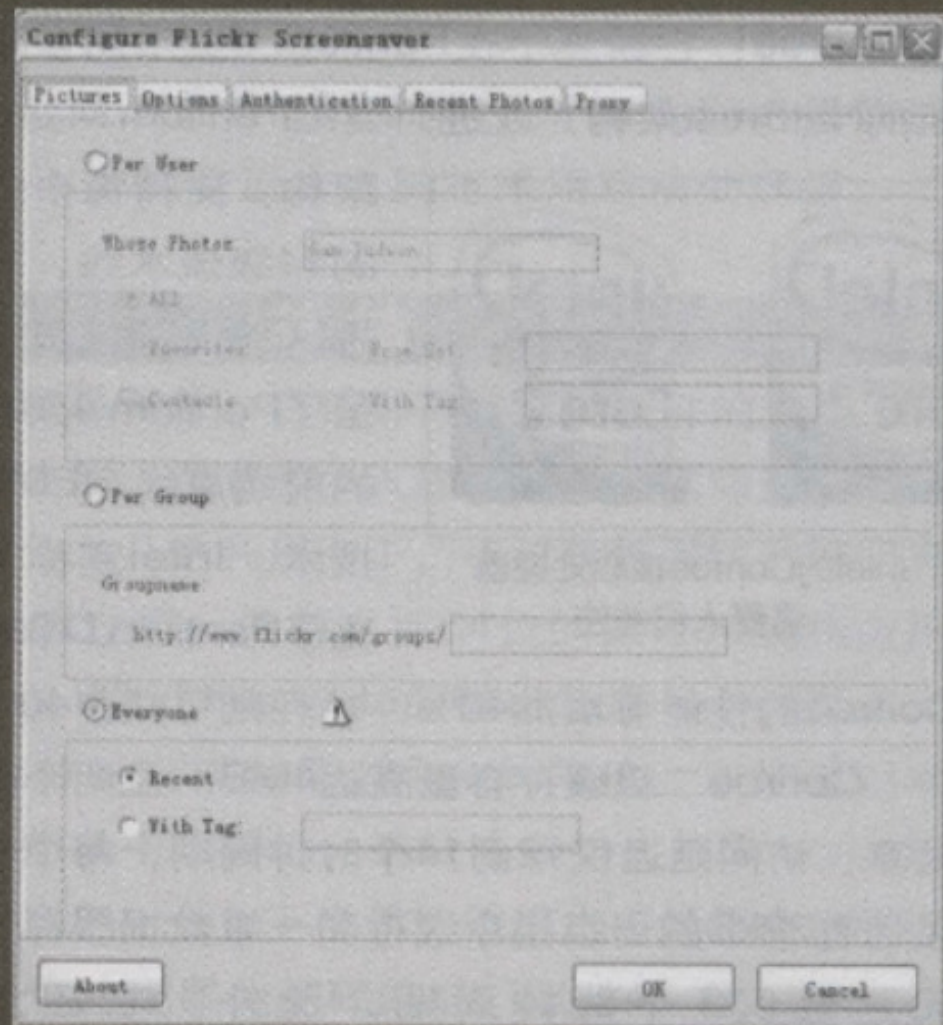 Configure Flickr Screensaver
Pictures Options Authentication Recent Photos Proxy
Per User
Whose Photos:
All
Favorites
Contacts With Tag:
Per Group
Groupname
http://www.flickr.com/groups/
Everyone
Recent
With Tag:
About OK Cancel